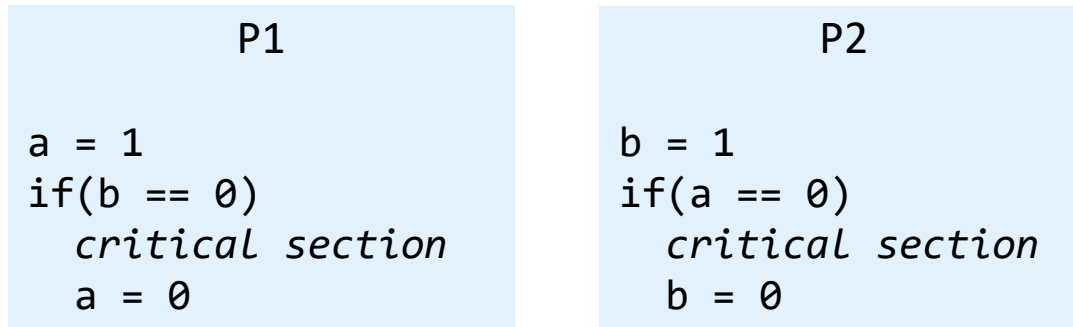 P1
a = 1
if(b == 0)
critical section
a = 0
P2
b = 1
if(a == 0)
critical section
b = 0